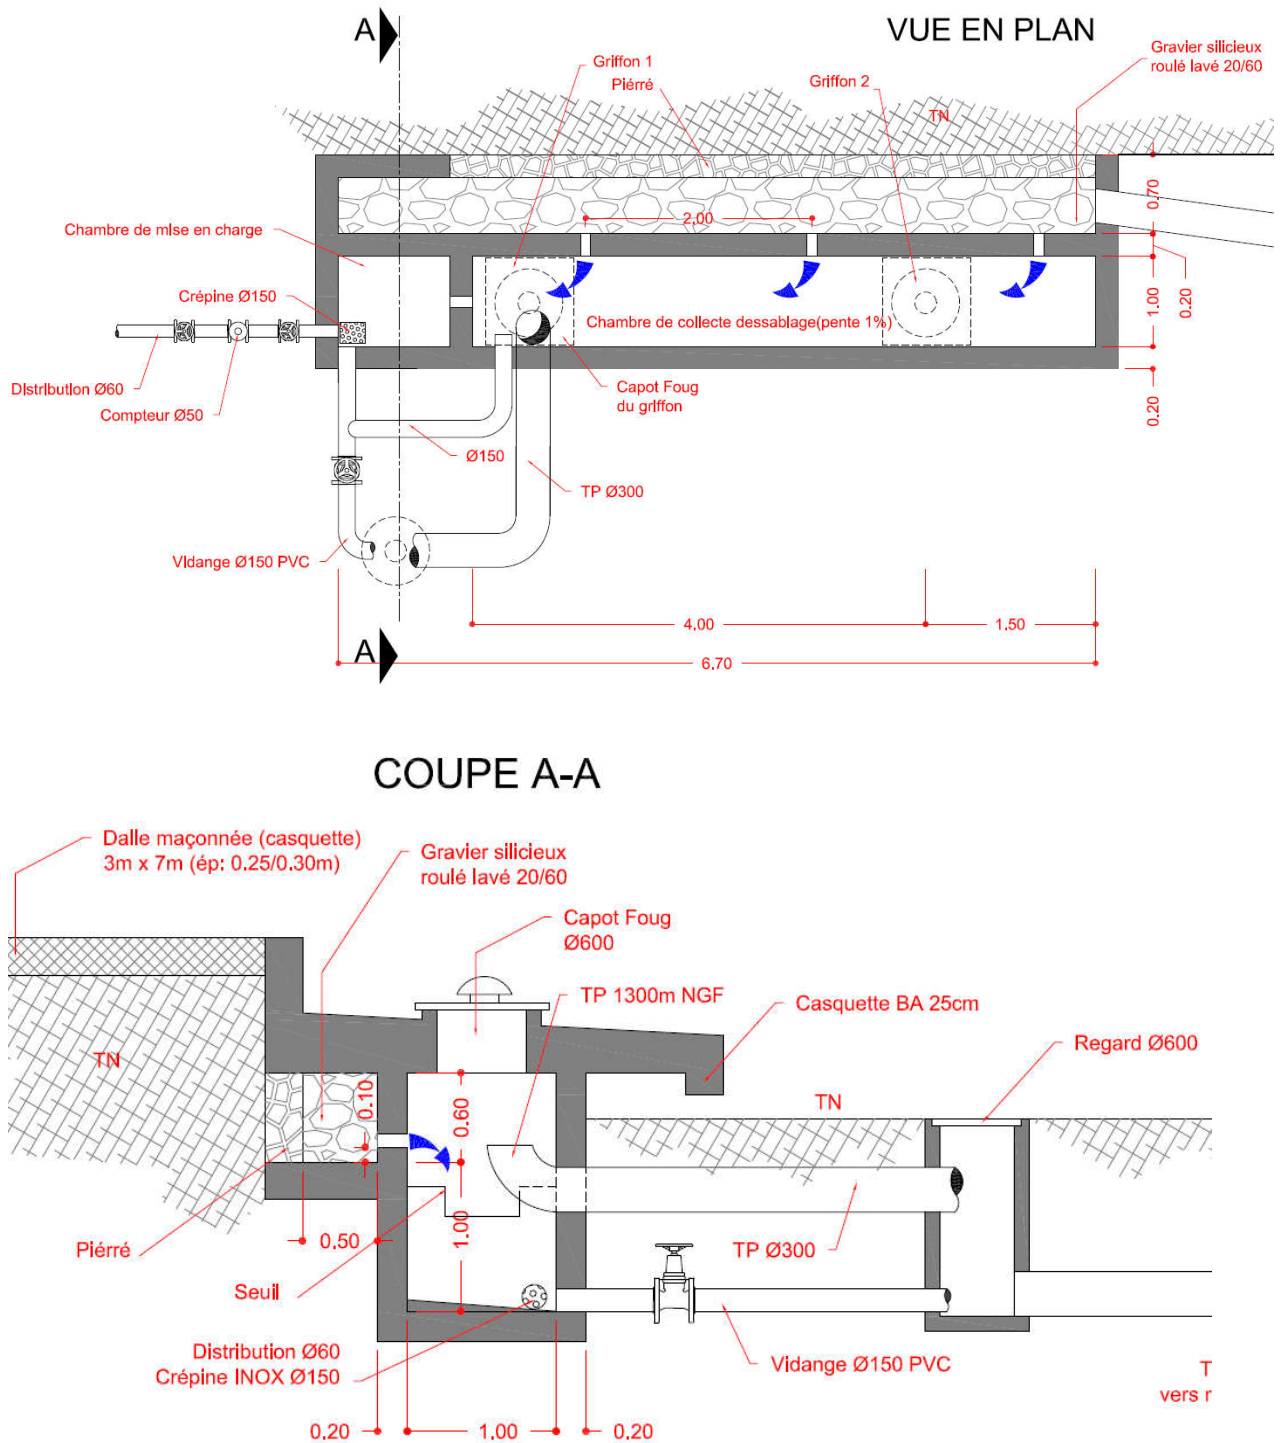 A
VUE EN PLAN
Gravier silicieux
roulé lavé 20/60
Griffon 1
Piérré
Griffon 2
TN
2.00
0.70
Chambre de mise en charge
Crépine Ø150
Chambre de collecte dessablage(pente 1%)
1.00
0.20
Distribution Ø60
Compteur Ø50
Capot Foug
du griffon
0.20
Ø150
TP Ø300
Vidange Ø150 PVC
4.00
1.50
A
6.70
COUPE A-A
Dalle maçonnée (casquette)
3m x 7m (ép: 0.25/0.30m)
Gravier silicieux
roulé lavé 20/60
Capot Foug
Ø600
TP 1300m NGF
Casquette BA 25cm
Regard Ø600
TN
0.10
0.60
TN
Piérré
0.50
1.00
TP Ø300
Seuil
Distribution Ø60
Crépine INOX Ø150
Vidange Ø150 PVC
T
vers r
0.20
1.00
0.20